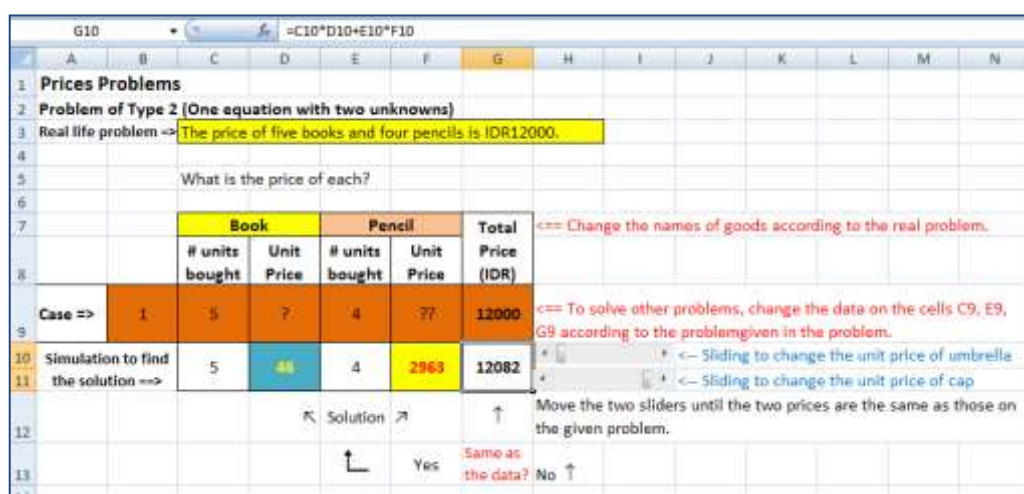 G10 =C10*D10+E10*F10
A B C D E F G H I J K L M N
1 Prices Problems
2 Problem of Type 2 (One equation with two unknowns)
3 Real life problem => The price of five books and four pencils is IDR12000.
4
5 What is the price of each?
6
7 Book Pencil Total <== Change the names of goods according to the real problem.
# units Unit # units Unit Price
8 bought Price bought Price (IDR)
Case => 1 5 ? 4 ?? 12000 <== To solve other problems, change the data on the cells C9, E9,
9 G9 according to the problemgiven in the problem.
10 Simulation to find 5 46 4 2963 12082 <-- Sliding to change the unit price of umbrella
11 the solution ==> <-- Sliding to change the unit price of cap
↖ Solution ↗ ↑ Move the two sliders until the two prices are the same as those on
12 the given problem.
Same as
13 Yes the data? No ↑